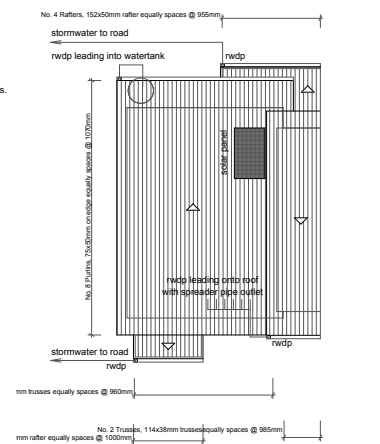 No. 4 Rafters, 152x50mm rafter equally spaces @ 955mm
stormwater to road
rwdp leading into watertank
rwdp
s.
No. 8 Purlins, 75x50mm on edge equally spaces @ 1070mm
solar panel
rwdp leading onto roof
with spreader pipe outlet
rwdp
stormwater to road
rwdp
mm trusses equally spaces @ 960mm
No. 2 Trusses, 114x38mm trussesequally spaces @ 985mm
mm rafter equally spaces @ 1000mm